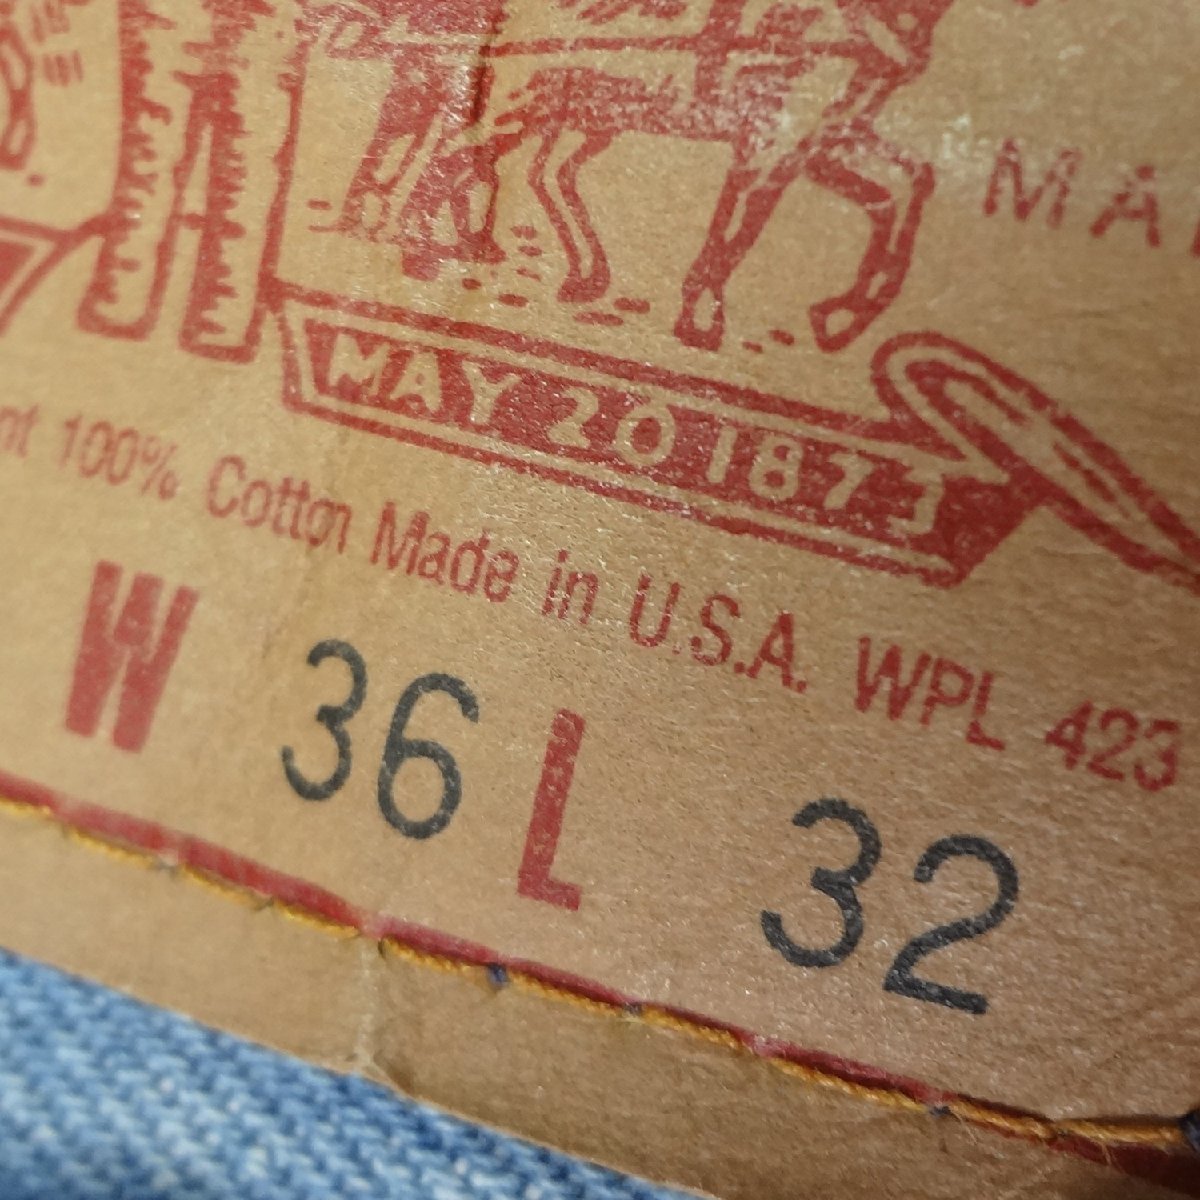 MA
MAY 20 1873
nt 100% Cotton Made in U.S.A. WPL 423
W 36 L 32